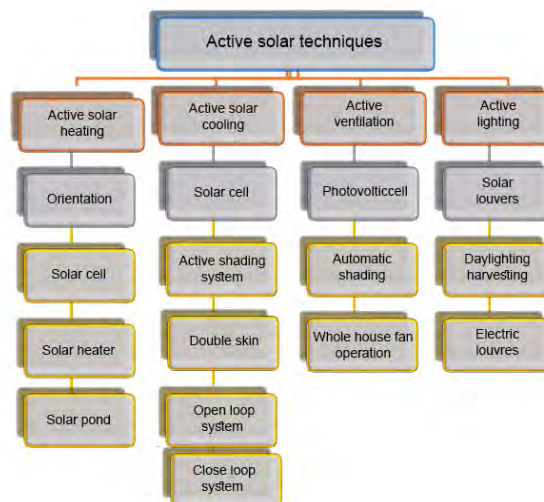 Active solar techniques
Active solar
heating
Orientation
Solar cell
Solar heater
Solar pond
Active solar
cooling
Solar cell
Active shading
system
Double skin
Open loop
system
Close loop
system
Active
ventilation
Photovolticcell
Automatic
shading
Whole house fan
operation
Active
lighting
Solar
louvers
Daylighting
harvesting
Electric
louvres